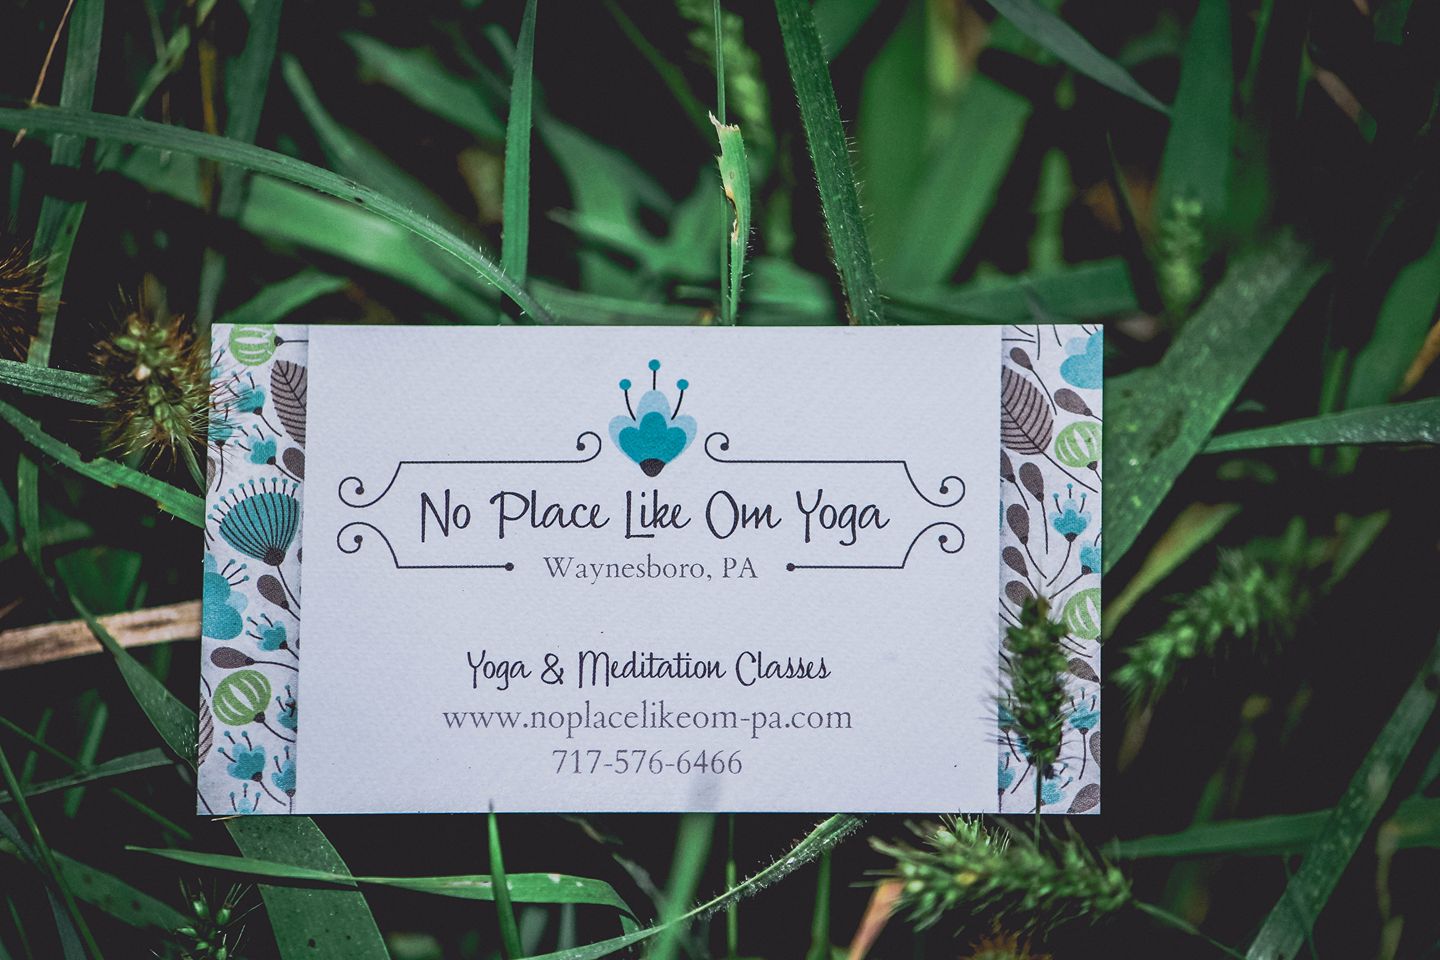 No Place Like Om Yoga
Waynesboro, PA
Yoga & Meditation Classes
www.noplacelikeom-pa.com
717-576-6466